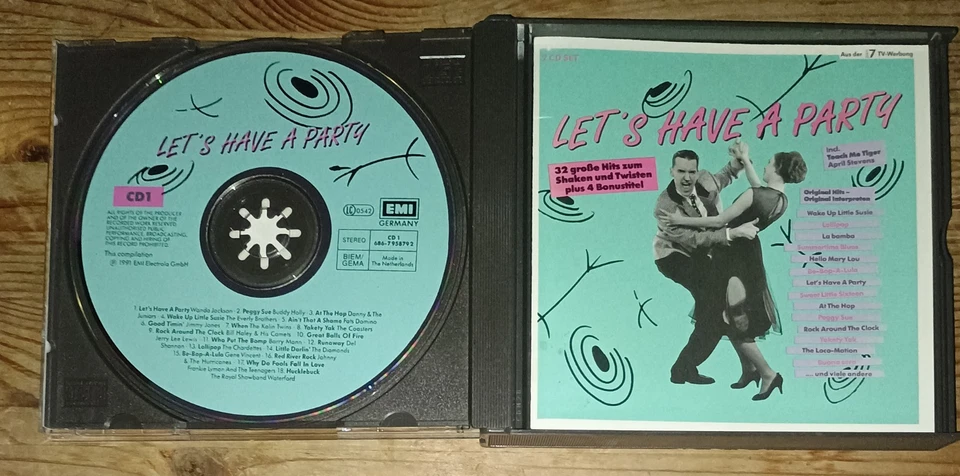 LET'S HAVE A PARTY
CD1
ALL RIGHTS OF THE PRODUCER
AND OF THE OWNER OF THE
RECORDED WORK RESERVED.
UNAUTHORISED PUBLIC
PERFORMANCE, BROADCASTING,
COPYING AND HIRING OF
THIS RECORD PROHIBITED.
This compilation
℗ 1991 EMI Electrola GmbH
LC 0542
EMI
GERMANY
STEREO
CD 1
686-7958792
BIEM/
GEMA
Made in
The Netherlands
1. Let's Have A Party Wanda Jackson · 2. Peggy Sue Buddy Holly · 3. At The Hop Danny & The
Juniors · 4. Wake Up Little Susie The Everly Brothers · 5. Ain't That A Shame Fats Domino
· 6. Good Timin' Jimmy Jones · 7. When The Kalin Twins · 8. Yakety Yak The Coasters
9. Rock Around The Clock Bill Haley & His Comets · 10. Great Balls Of Fire
Jerry Lee Lewis · 11. Who Put The Bomp Barry Mann · 12. Runaway Del
Shannon · 13. Lollipop The Chordettes · 14. Little Darlin' The Diamonds
15. Be-Bop-A-Lula Gene Vincent · 16. Red River Rock Johnny
& The Hurricanes · 17. Why Do Fools Fall In Love
Frankie Lymon And The Teenagers 18. Hucklebuck
The Royal Showband Waterford
2 CD SET
Aus der 7 TV-Werbung
LET'S HAVE A PARTY
32 große Hits zum
Shaken und Twisten
plus 4 Bonustitel
incl.
Teach Me Tiger
April Stevens
Original Hits –
Original Interpreten
Wake Up Little Susie
Lollipop
La bamba
Summertime Blues
Hello Mary Lou
Be-Bop-A-Lula
Let's Have A Party
Sweet Little Sixteen
At The Hop
Peggy Sue
Rock Around The Clock
Yakety Yak
The Loco-Motion
... und viele andere